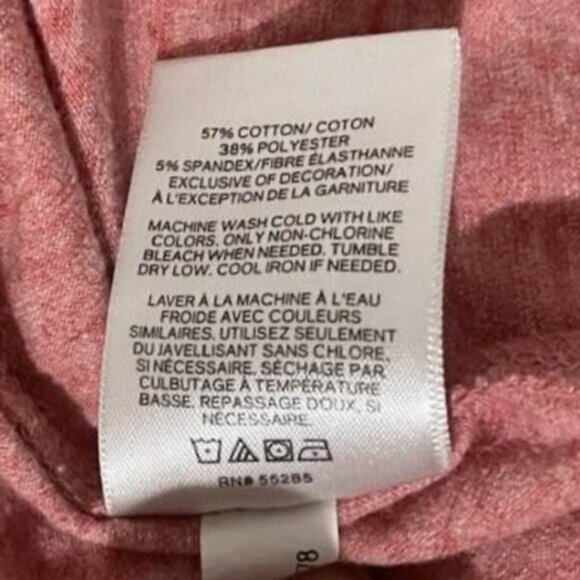 57% COTTON/ COTON
38% POLYESTER
5% SPANDEX/FIBRE ÉLASTHANNE
EXCLUSIVE OF DECORATION/
À L'EXCEPTION DE LA GARNITURE
MACHINE WASH COLD WITH LIKE
COLORS. ONLY NON-CHLORINE
BLEACH WHEN NEEDED. TUMBLE
DRY LOW. COOL IRON IF NEEDED.
LAVER À LA MACHINE À L'EAU
FROIDE AVEC COULEURS
SIMILAIRES. UTILISEZ SEULEMENT
DU JAVELLISANT SANS CHLORE,
SI NÉCESSAIRE. SÉCHAGE PAR
CULBUTAGE À TEMPÉRATURE
BASSE. REPASSAGE DOUX, SI
NÉCESSAIRE.
RN# 55285